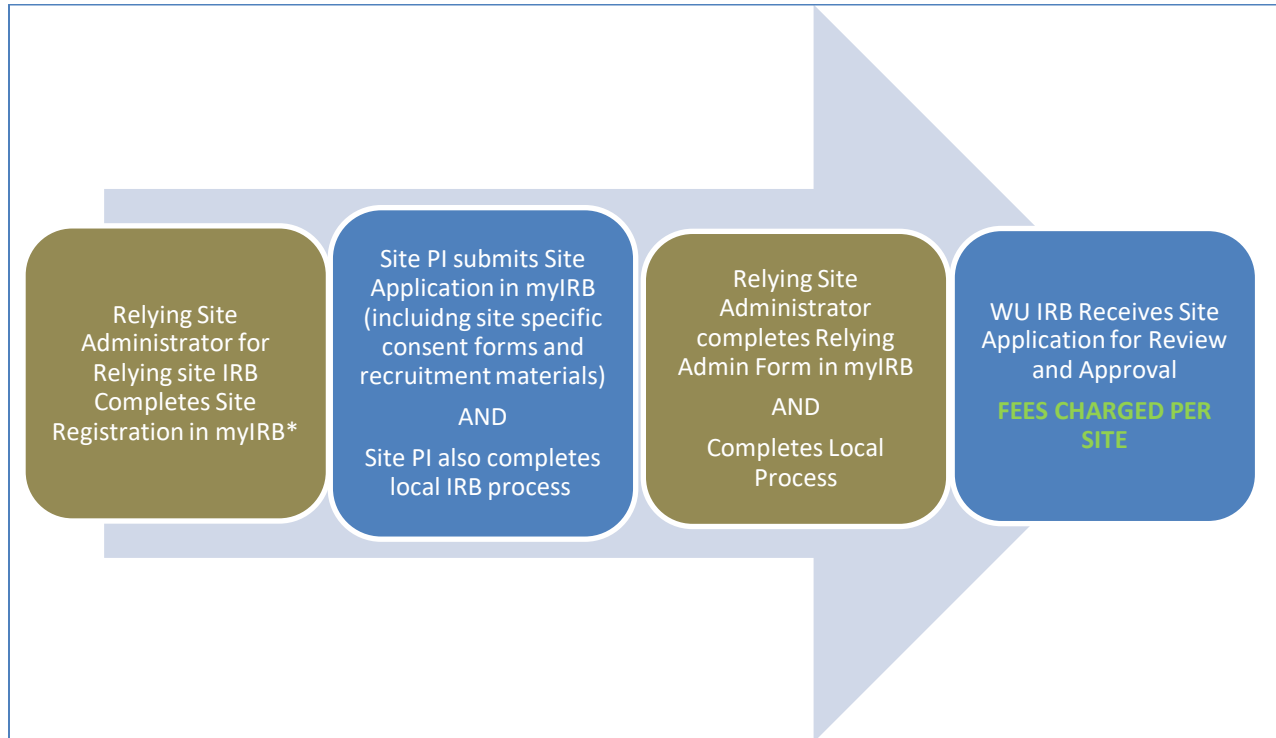 Relying Site
Administrator for
Relying site IRB
Completes Site
Registration in myIRB*
Site PI submits Site
Application in myIRB
(incluidng site specific
consent forms and
recruitment materials)
AND
Site PI also completes
local IRB process
Relying Site
Administrator
completes Relying
Admin Form in myIRB
AND
Completes Local
Process
WU IRB Receives Site
Application for Review
and Approval
FEES CHARGED PER
SITE